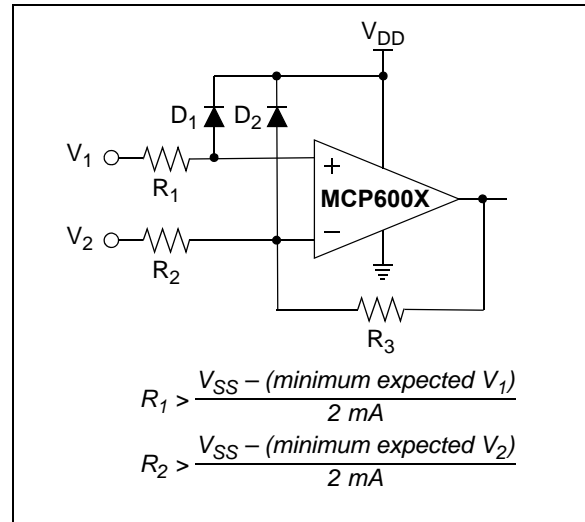 V_DD
D_1 D_2
V_1
R_1
+
MCP600X
V_2
R_2
–
R_3
R_1 > V_SS – (minimum expected V_1)
2 mA
R_2 > V_SS – (minimum expected V_2)
2 mA